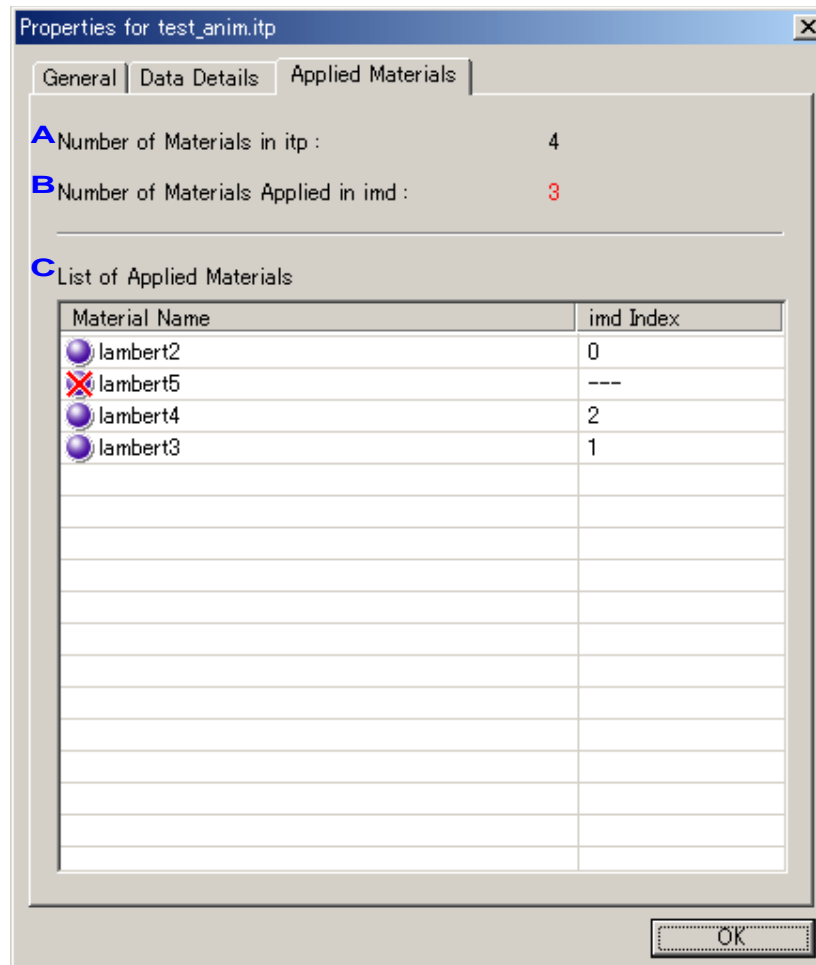 Properties for test_anim.itp
General Data Details Applied Materials
A Number of Materials in itp : 4
B Number of Materials Applied in imd : 3
C List of Applied Materials
Material Name imd Index
lambert2 0
lambert5 ---
lambert4 2
lambert3 1
OK